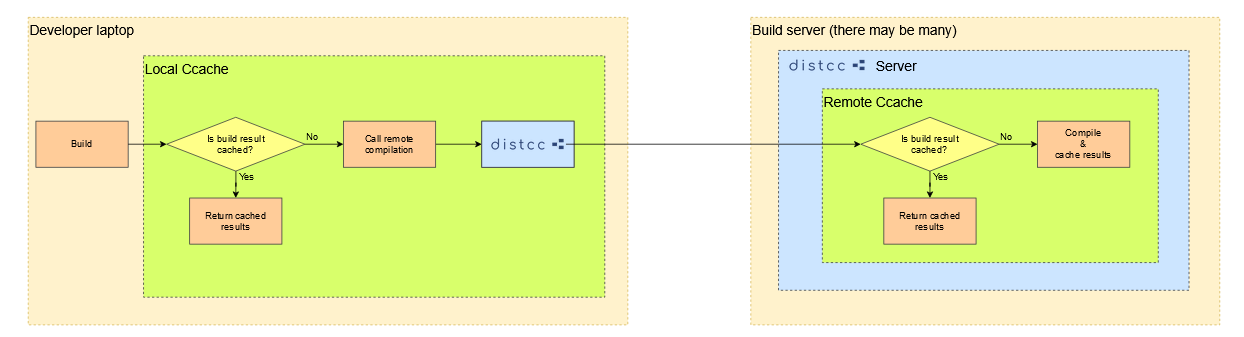 Developer laptop
Local Ccache
Build
Is build result
cached?
No
Call remote
compilation
distcc
Yes
Return cached
results
Build server (there may be many)
distcc Server
Remote Ccache
Is build result
cached?
No
Compile
&
cache results
Yes
Return cached
results